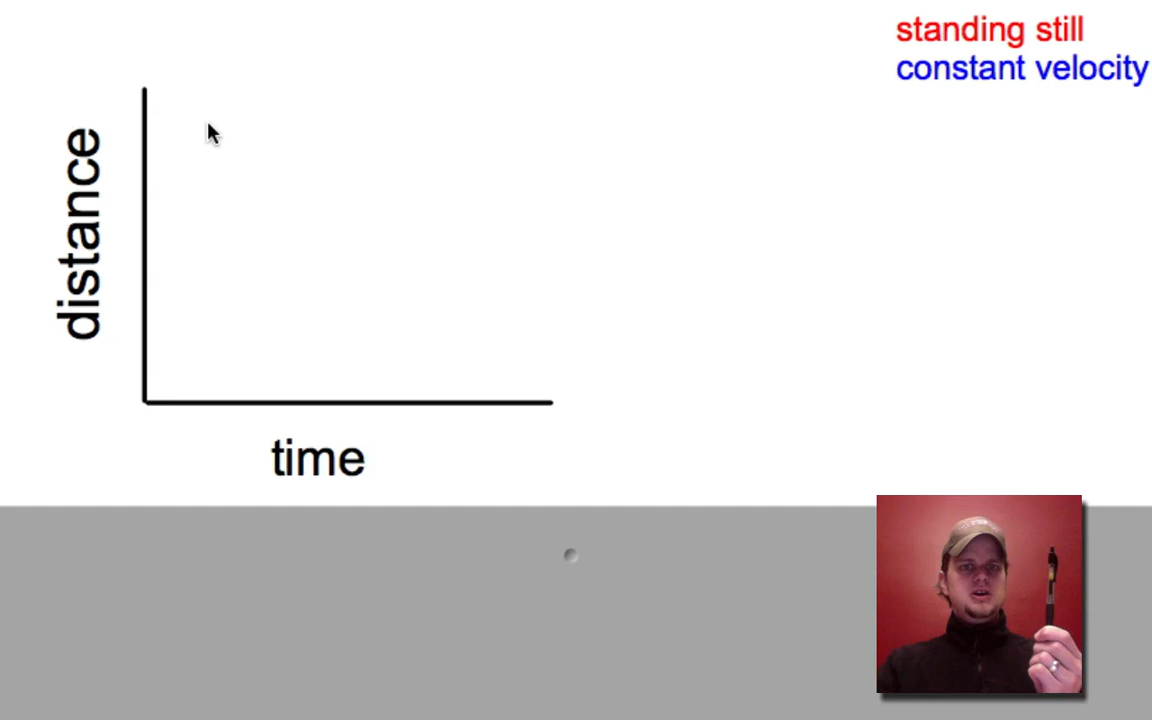 standing still
constant velocity
distance
time